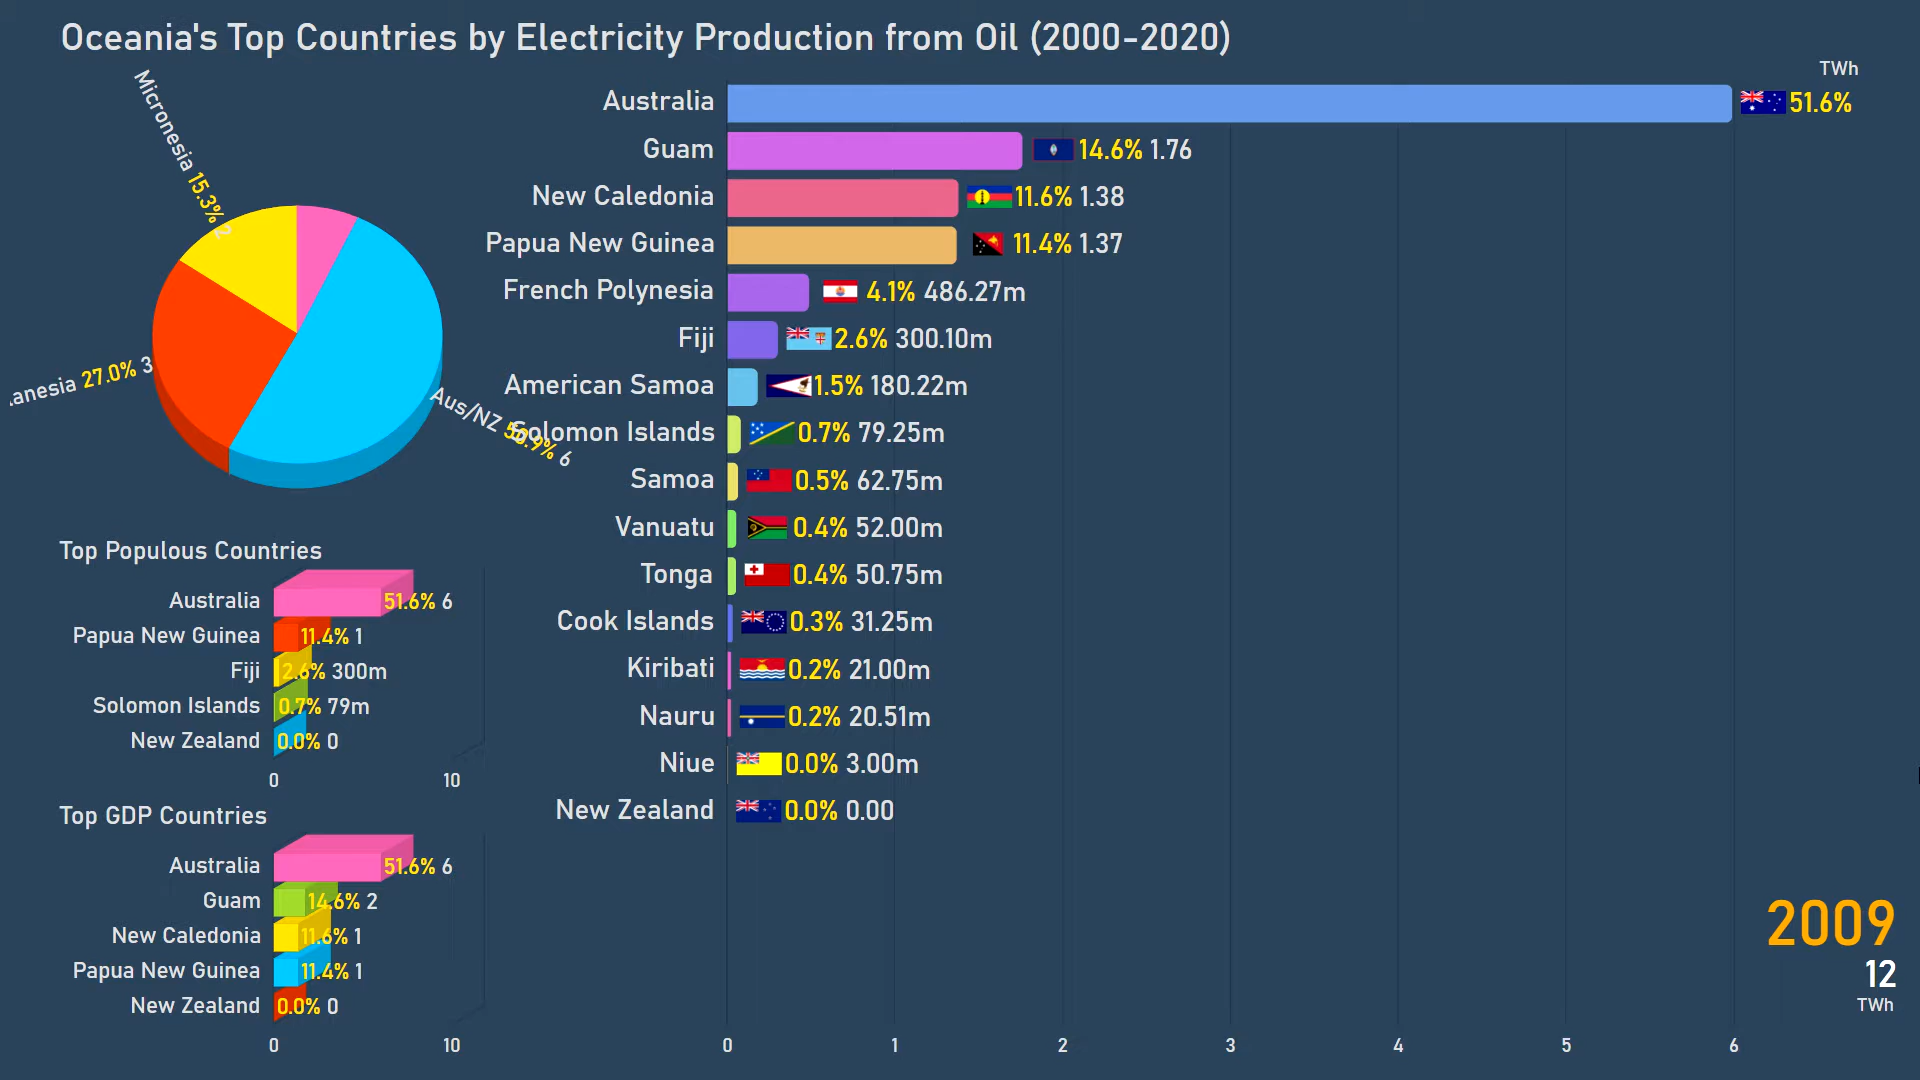 Oceania's Top Countries by Electricity Production from Oil (2000-2020)
TWh
Australia 51.6%
Guam 14.6% 1.76
New Caledonia 11.6% 1.38
Papua New Guinea 11.4% 1.37
French Polynesia 4.1% 486.27m
Fiji 2.6% 300.10m
American Samoa 1.5% 180.22m
Solomon Islands 0.7% 79.25m
Samoa 0.5% 62.75m
Vanuatu 0.4% 52.00m
Tonga 0.4% 50.75m
Cook Islands 0.3% 31.25m
Kiribati 0.2% 21.00m
Nauru 0.2% 20.51m
Niue 0.0% 3.00m
New Zealand 0.0% 0.00
0 1 2 3 4 5 6
Micronesia 15.3% 2
anesia 27.0% 3
Aus/NZ 50.9% 6
Top Populous Countries
Australia 51.6% 6
Papua New Guinea 11.4% 1
Fiji 2.6% 300m
Solomon Islands 0.7% 79m
New Zealand 0.0% 0
0 10
Top GDP Countries
Australia 51.6% 6
Guam 14.6% 2
New Caledonia 11.6% 1
Papua New Guinea 11.4% 1
New Zealand 0.0% 0
0 10
2009
12
TWh